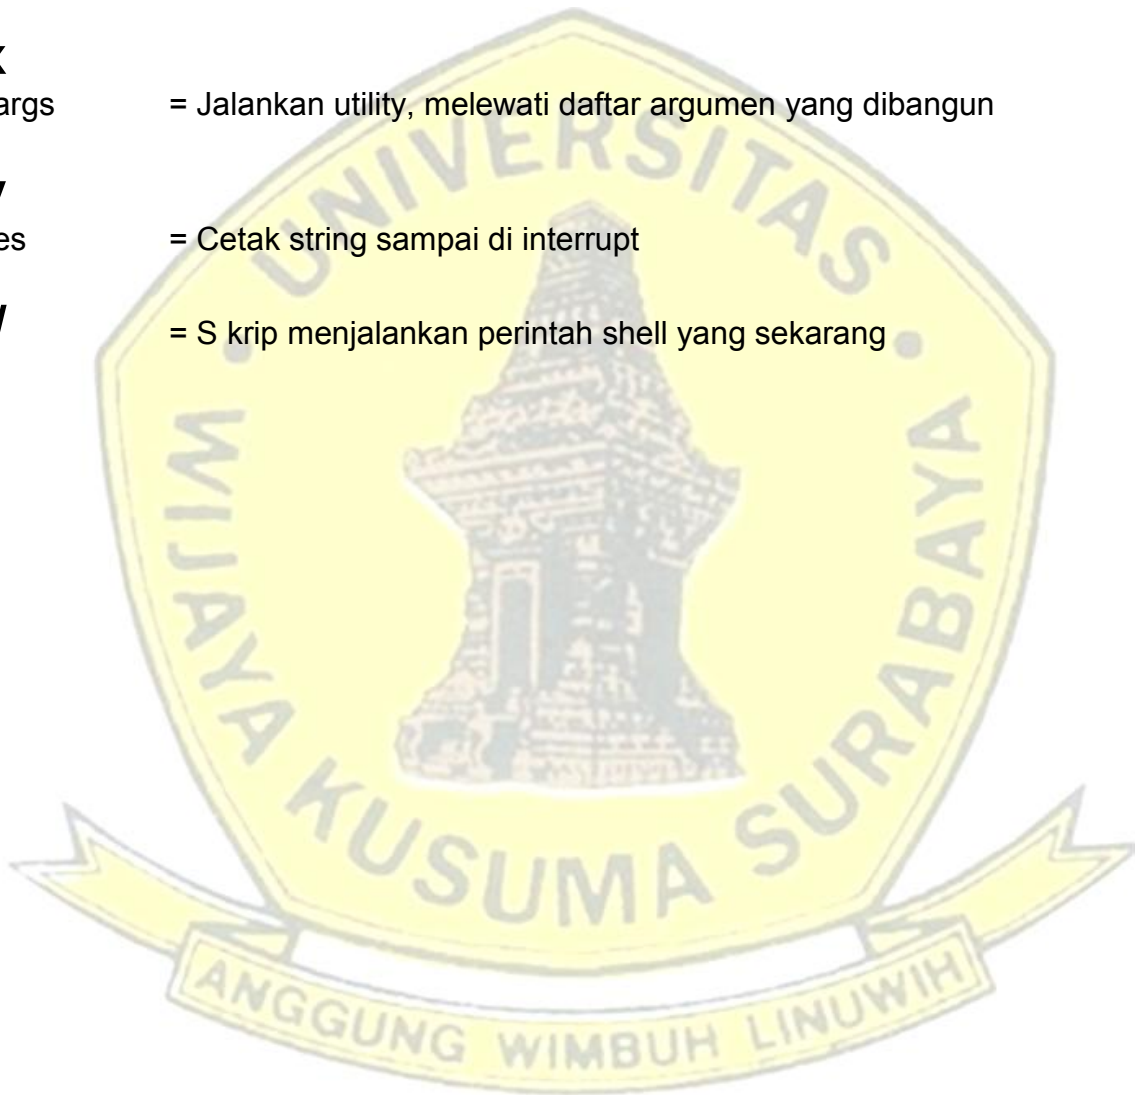 args = Jalankan utility, melewati daftar argumen yang dibangun
es = Cetak string sampai di interrupt
= S krip menjalankan perintah shell yang sekarang
UNIVERSITAS
WIJAYA KUSUMA SURABAYA
ANGGUNG WIMBUH LINUWIH